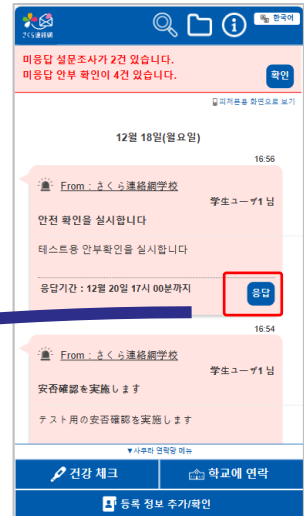 さくら連絡網
한국어
미응답 설문조사가 2건 있습니다.
미응답 안부 확인이 4건 있습니다.
확인
피처폰용 화면으로 보기
12월 18일(월요일)
16:56
From：さくら連絡網学校
学生ユーザ1 님
안전 확인을 실시합니다
테스트용 안부확인을 실시합니다
응답기간 : 12월 20일 17시 00분까지
응답
16:54
From：さくら連絡網学校
学生ユーザ1 님
安否確認を実施します
テスト用の安否確認を実施します
▼사쿠라 연락망 메뉴
건강 체크
학교에 연락
등록 정보 추가/확인